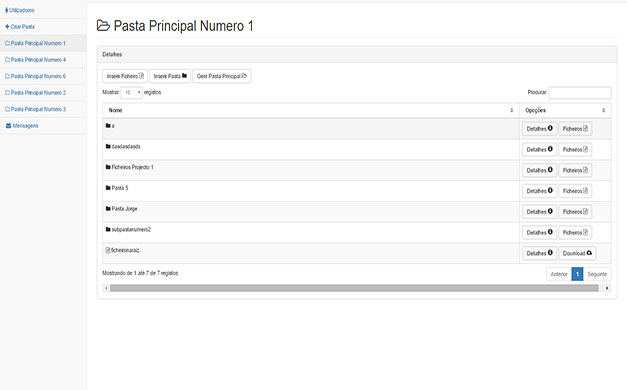 Utilizadores
Criar Pasta
Pasta Principal Numero 1
Pasta Principal Numero 4
Pasta Principal Numero 6
Pasta Principal Numero 2
Pasta Principal Numero 3
Mensagens
Pasta Principal Numero 1
Detalhes
Inserir Ficheiro Inserir Pasta Gerir Pasta Principal
Mostrar 10 registos Procurar
Nome Opcções
a Detalhes Ficheiros
dasdasdasds Detalhes Ficheiros
Ficheiros Projecto 1 Detalhes Ficheiros
Pasta 5 Detalhes Ficheiros
Pasta Jorge Detalhes Ficheiros
subpastanumero2 Detalhes Ficheiros
ficheironaraiz Detalhes Download
Mostrando de 1 até 7 de 7 registos Anterior 1 Seguinte